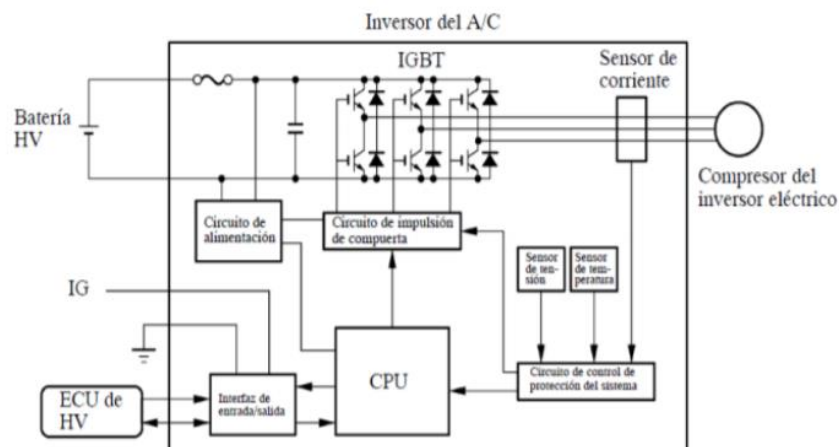 Inversor del A/C
IGBT
Sensor de
corriente
Batería
HV
Compresor del
inversor eléctrico
Circuito de
alimentación
Circuito de impulsión
de compuerta
Sensor
de ten-
sión
Sensor
de tem-
peratura
IG
CPU
Circuito de control de
protección del sistema
ECU de
HV
Interfaz de
entrada/salida